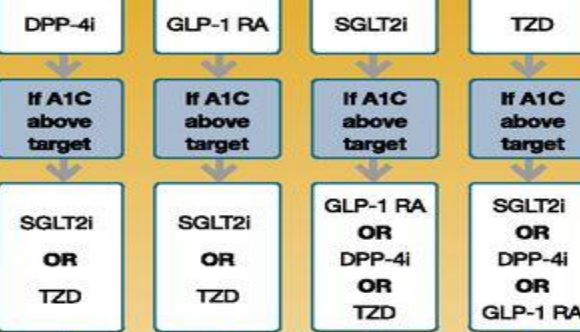 DPP-4i
GLP-1 RA
SGLT2i
TZD
If A1C
above
target
If A1C
above
target
If A1C
above
target
If A1C
above
target
SGLT2i
OR
TZD
SGLT2i
OR
TZD
GLP-1 RA
OR
DPP-4i
OR
TZD
SGLT2i
OR
DPP-4i
OR
GLP-1 RA